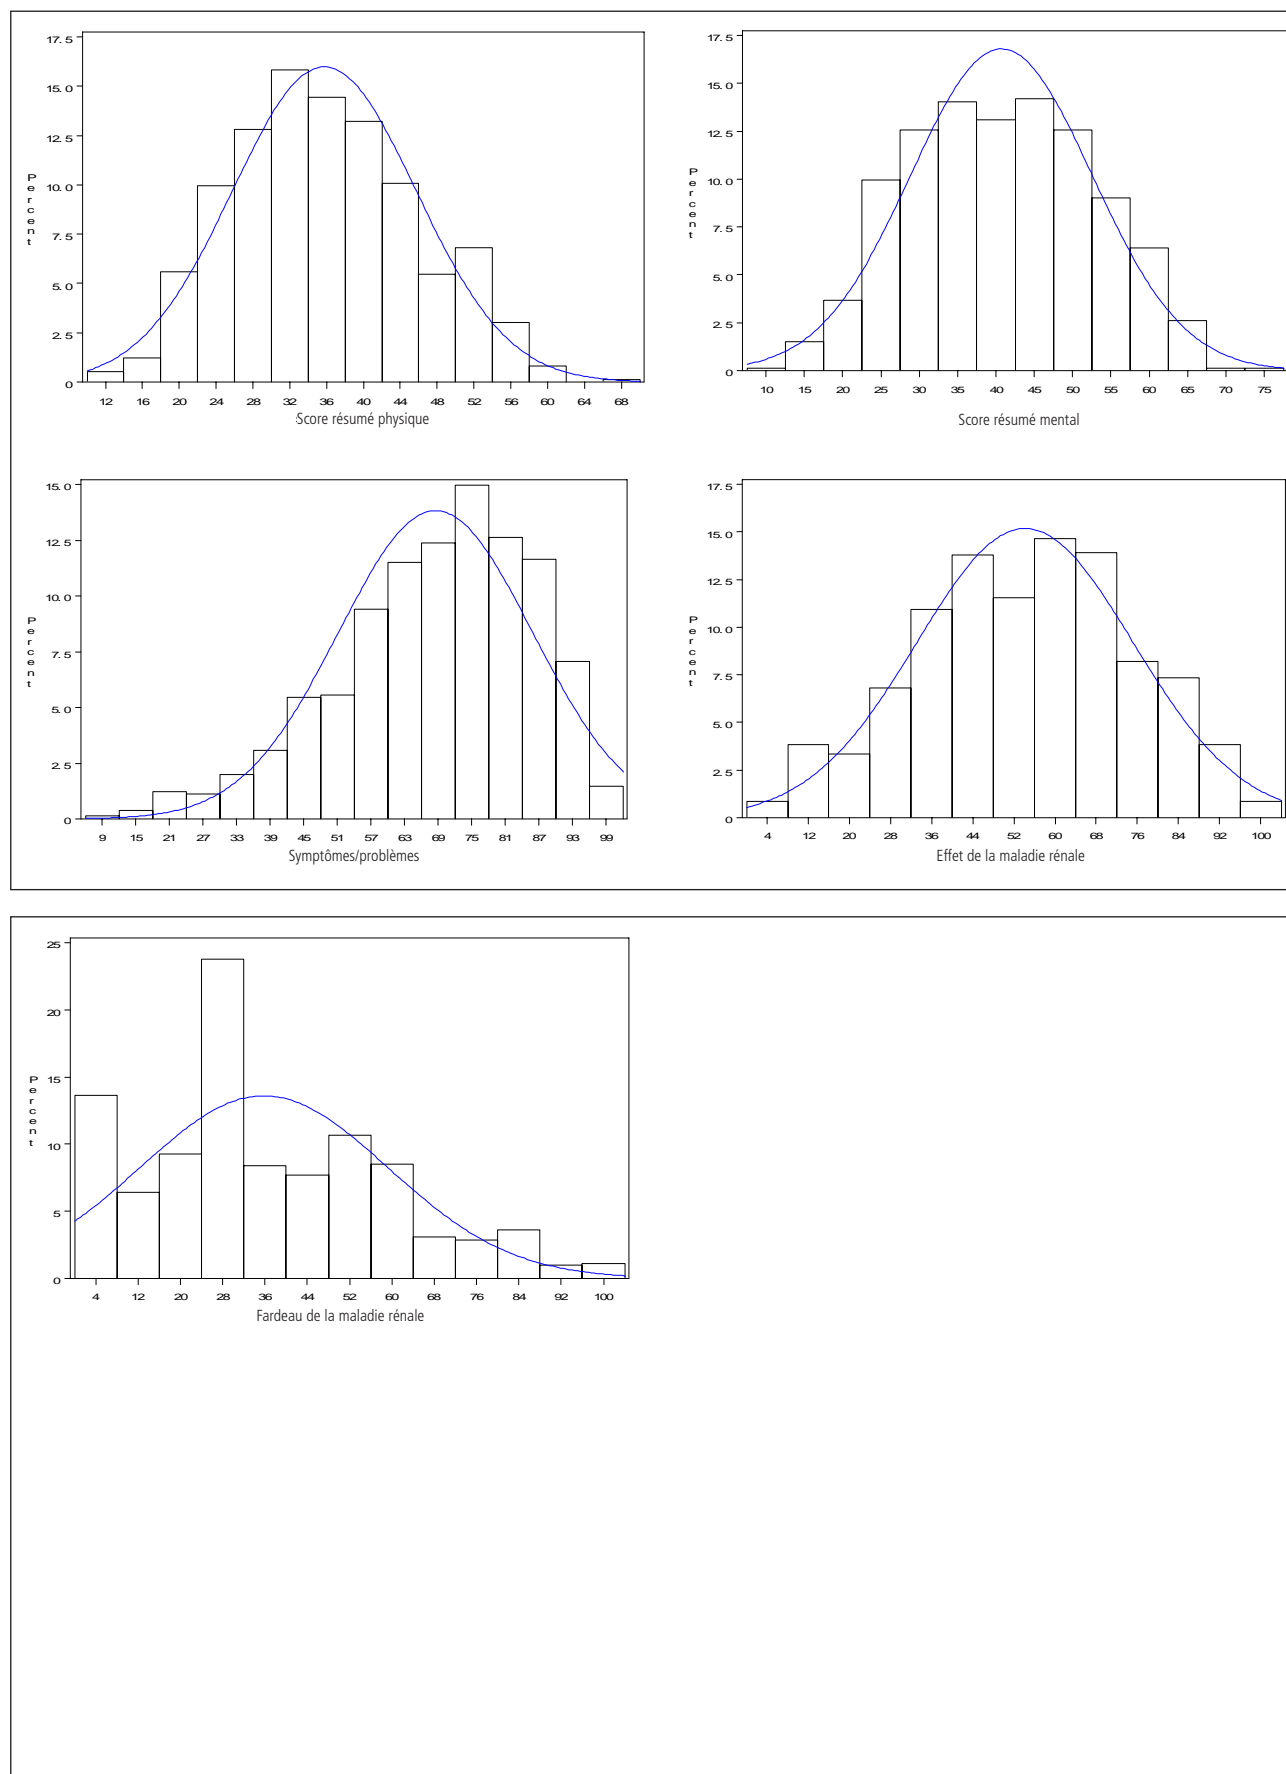 17.5
15.0
12.5
10.0
7.5
5.0
2.5
0
Percent
12 16 20 24 28 32 36 40 44 48 52 56 60 64 68
Score résumé physique
17.5
15.0
12.5
10.0
7.5
5.0
2.5
0
Percent
10 15 20 25 30 35 40 45 50 55 60 65 70 75
Score résumé mental
15.0
12.5
10.0
7.5
5.0
2.5
0
Percent
9 15 21 27 33 39 45 51 57 63 69 75 81 87 93 99
Symptômes/problèmes
17.5
15.0
12.5
10.0
7.5
5.0
2.5
0
Percent
4 12 20 28 36 44 52 60 68 76 84 92 100
Effet de la maladie rénale
25
20
15
10
5
0
Percent
4 12 20 28 36 44 52 60 68 76 84 92 100
Fardeau de la maladie rénale